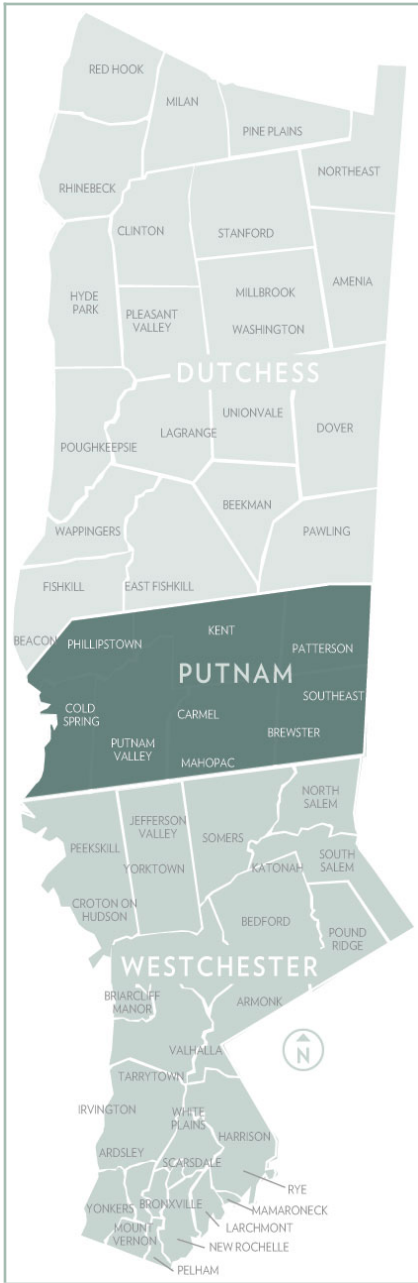 RED HOOK
MILAN
PINE PLAINS
NORTHEAST
RHINEBECK
CLINTON
STANFORD
AMENIA
HYDE
PARK
MILLBROOK
PLEASANT
VALLEY
WASHINGTON
DUTCHESS
UNIONVALE
DOVER
LAGRANGE
POUGHKEEPSIE
BEEKMAN
WAPPINGERS
PAWLING
FISHKILL
EAST FISHKILL
BEACON
PHILLIPSTOWN
KENT
PATTERSON
PUTNAM
SOUTHEAST
COLD
SPRING
CARMEL
BREWSTER
PUTNAM
VALLEY
MAHOPAC
NORTH
SALEM
JEFFERSON
VALLEY
SOMERS
PEEKSKILL
YORKTOWN
KATONAH
SOUTH
SALEM
CROTON ON
HUDSON
BEDFORD
POUND
RIDGE
WESTCHESTER
BRIARCLIFF
MANOR
ARMONK
N
VALHALLA
TARRYTOWN
IRVINGTON
WHITE
PLAINS
HARRISON
ARDSLEY
SCARSDALE
RYE
YONKERS
BRONXVILLE
MAMARONECK
MOUNT
VERNON
LARCHMONT
NEW ROCHELLE
PELHAM